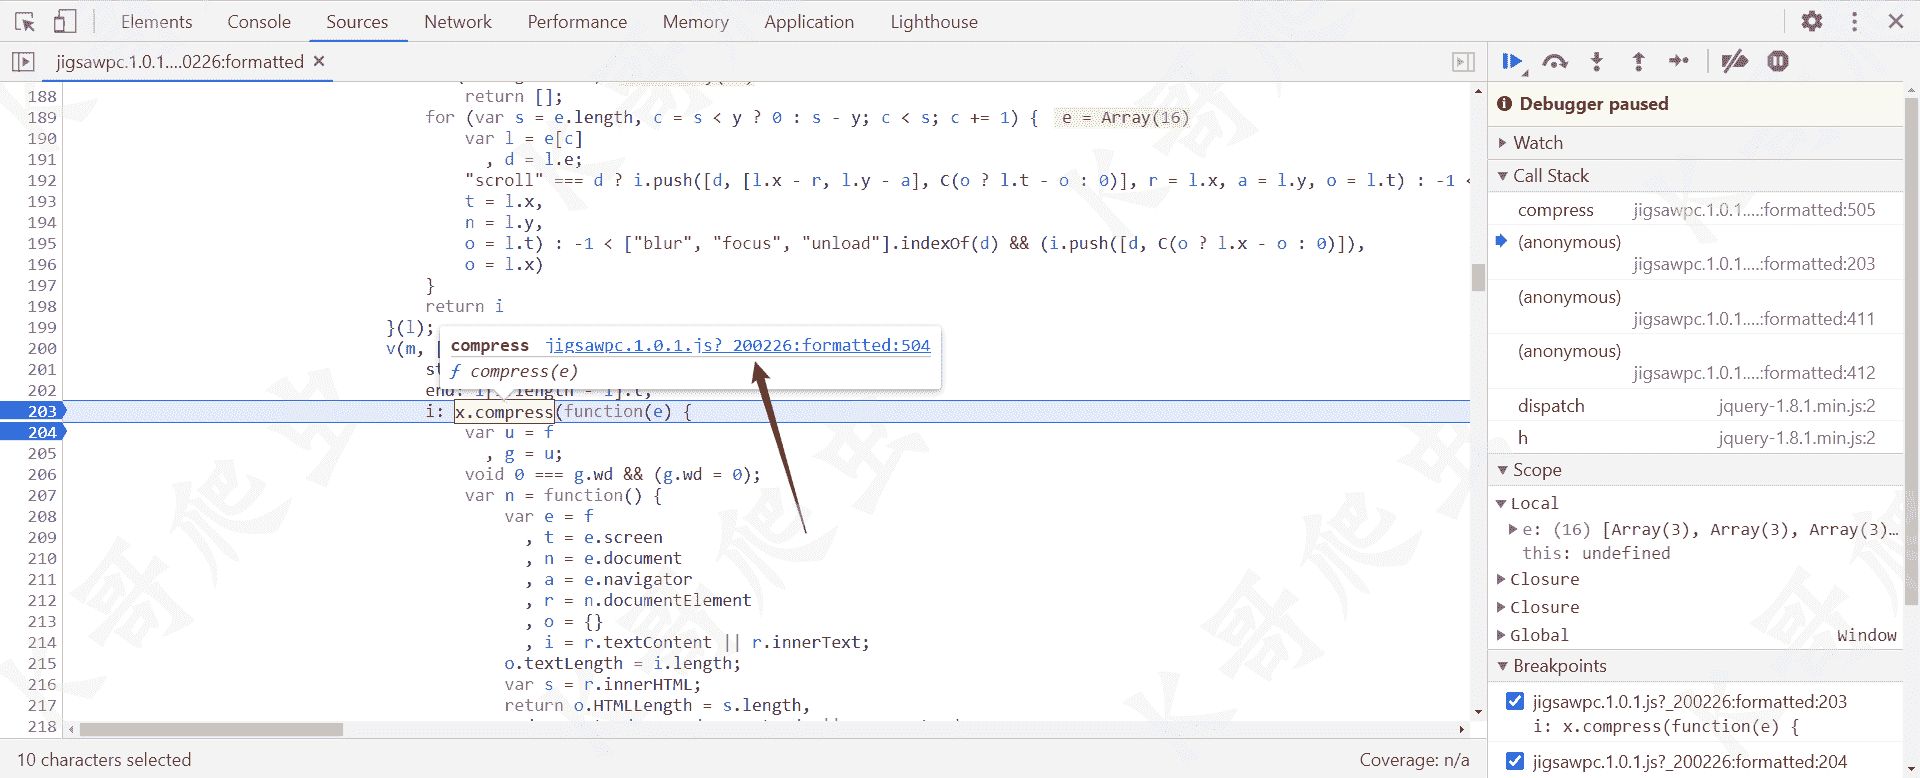 Elements Console Sources Network Performance Memory Application Lighthouse
jigsawpc.1.0.1....0226:formatted ×
188 return [];
189 for (var s = e.length, c = s < y ? 0 : s - y; c < s; c += 1) { e = Array(16)
190 var l = e[c]
191 , d = l.e;
192 "scroll" === d ? i.push([d, [l.x - r, l.y - a], C(o ? l.t - o : 0)], r = l.x, a = l.y, o = l.t) : -1 <
193 t = l.x,
194 n = l.y,
195 o = l.t) : -1 < ["blur", "focus", "unload"].indexOf(d) && (i.push([d, C(o ? l.x - o : 0)]),
196 o = l.x)
197 }
198 return i
199 }(l);
200 v(m, [
compress jigsawpc.1.0.1.js?_200226:formatted:504
ƒ compress(e)
201 st
202
203 i: x.compress(function(e) {
204 var u = f
205 , g = u;
206 void 0 === g.wd && (g.wd = 0);
207 var n = function() {
208 var e = f
209 , t = e.screen
210 , n = e.document
211 , a = e.navigator
212 , r = n.documentElement
213 , o = {}
214 , i = r.textContent || r.innerText;
215 o.textLength = i.length;
216 var s = r.innerHTML;
217 return o.HTMLLength = s.length,
218
10 characters selected
Coverage: n/a
Debugger paused
Watch
Call Stack
compress jigsawpc.1.0.1....:formatted:505
(anonymous)
jigsawpc.1.0.1....:formatted:203
(anonymous)
jigsawpc.1.0.1....:formatted:411
(anonymous)
jigsawpc.1.0.1....:formatted:412
dispatch jquery-1.8.1.min.js:2
h jquery-1.8.1.min.js:2
Scope
Local
e: (16) [Array(3), Array(3), Array(3)…
this: undefined
Closure
Closure
Global Window
Breakpoints
jigsawpc.1.0.1.js?_200226:formatted:203
i: x.compress(function(e) {
jigsawpc.1.0.1.js?_200226:formatted:204
K哥爬虫